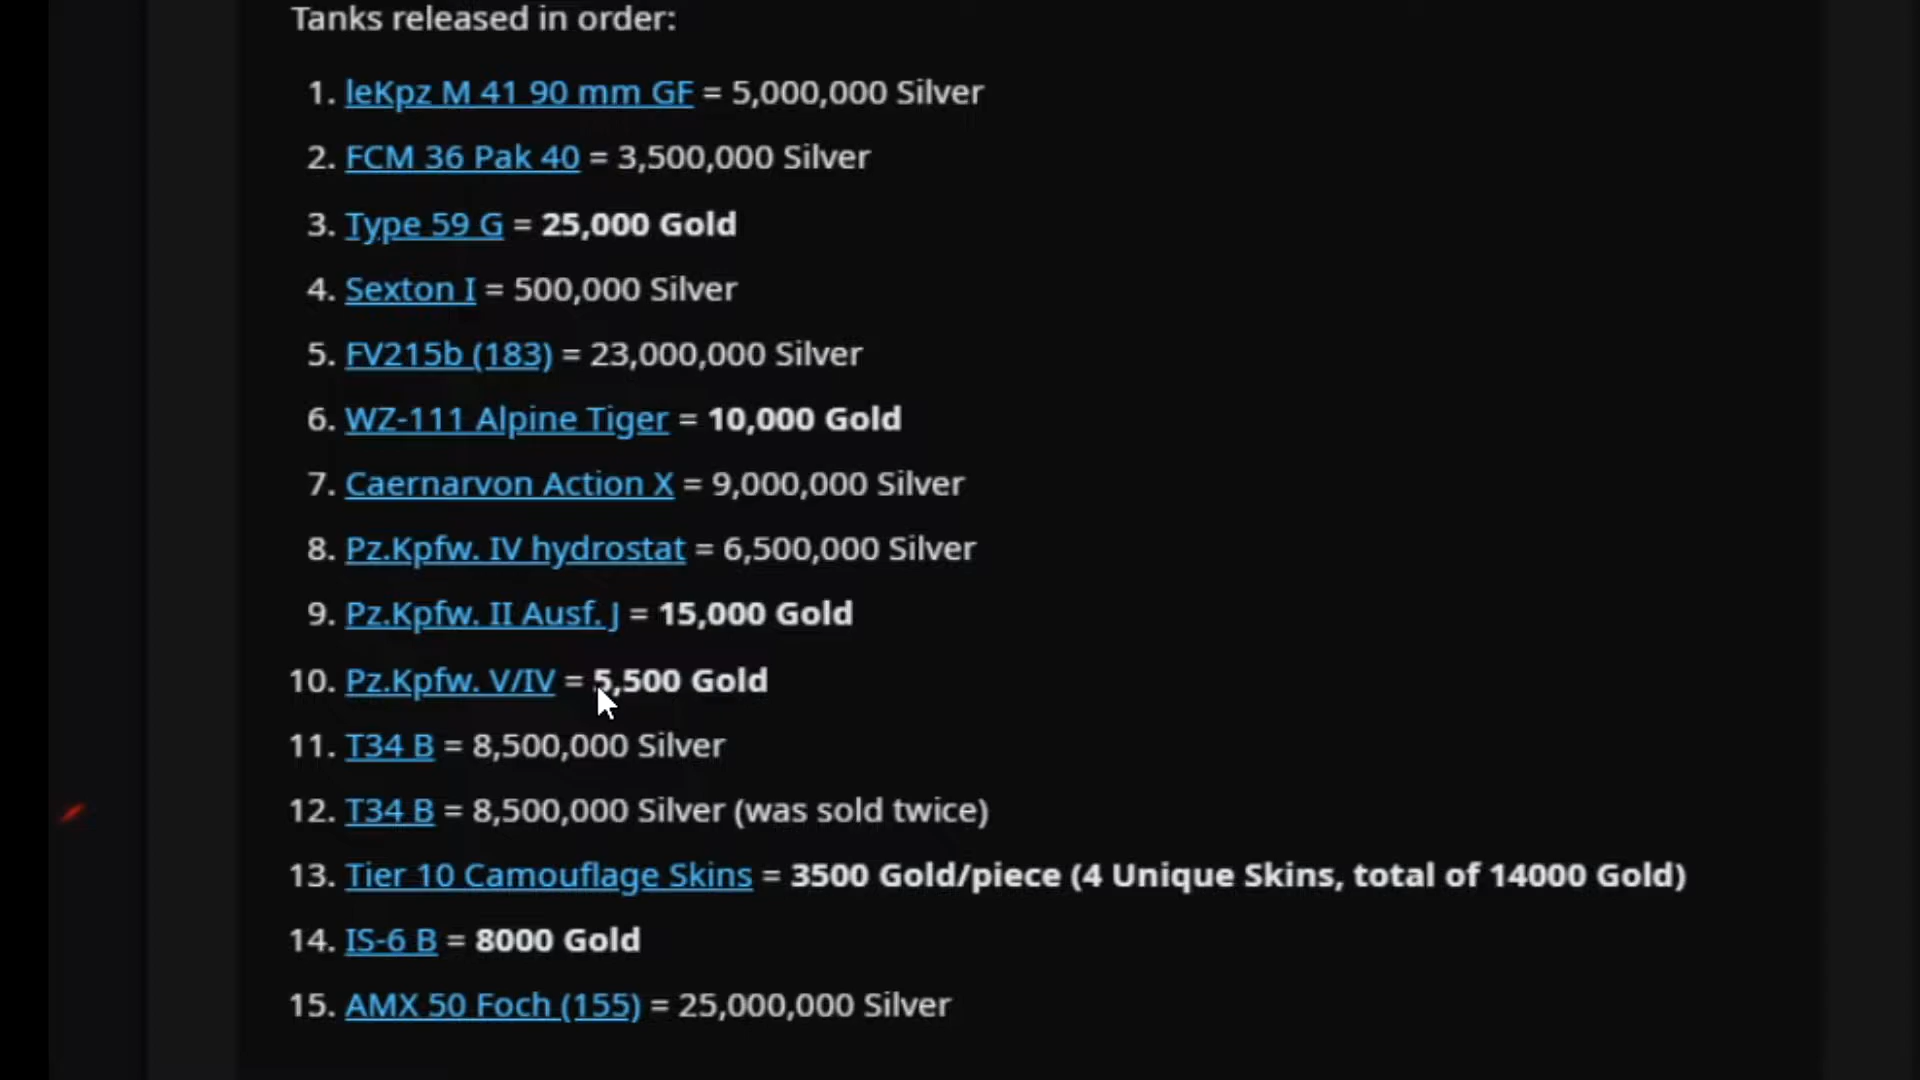 Tanks released in order:
1. leKpz M 41 90 mm GF = 5,000,000 Silver
2. FCM 36 Pak 40 = 3,500,000 Silver
3. Type 59 G = 25,000 Gold
4. Sexton I = 500,000 Silver
5. FV215b (183) = 23,000,000 Silver
6. WZ-111 Alpine Tiger = 10,000 Gold
7. Caernarvon Action X = 9,000,000 Silver
8. Pz.Kpfw. IV hydrostat = 6,500,000 Silver
9. Pz.Kpfw. II Ausf. J = 15,000 Gold
10. Pz.Kpfw. V/IV = 5,500 Gold
11. T34 B = 8,500,000 Silver
12. T34 B = 8,500,000 Silver (was sold twice)
13. Tier 10 Camouflage Skins = 3500 Gold/piece (4 Unique Skins, total of 14000 Gold)
14. IS-6 B = 8000 Gold
15. AMX 50 Foch (155) = 25,000,000 Silver